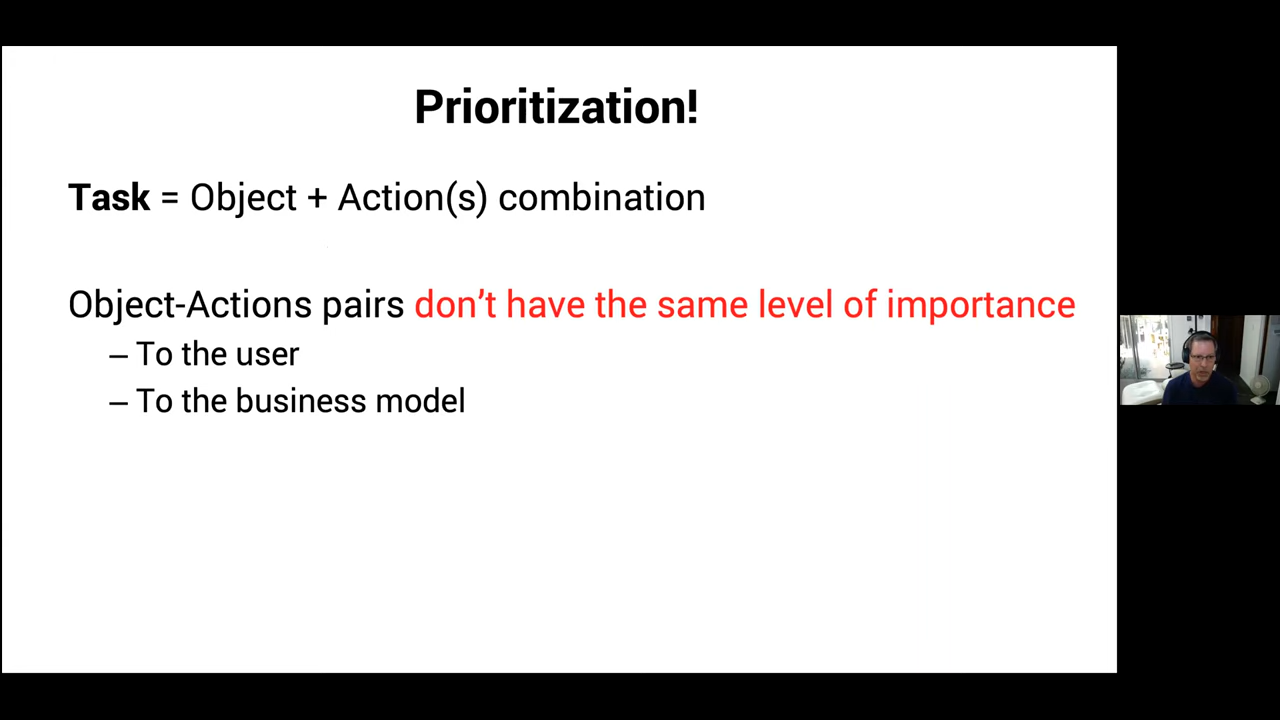 Prioritization!
Task = Object + Action(s) combination
Object-Actions pairs don’t have the same level of importance
– To the user
– To the business model